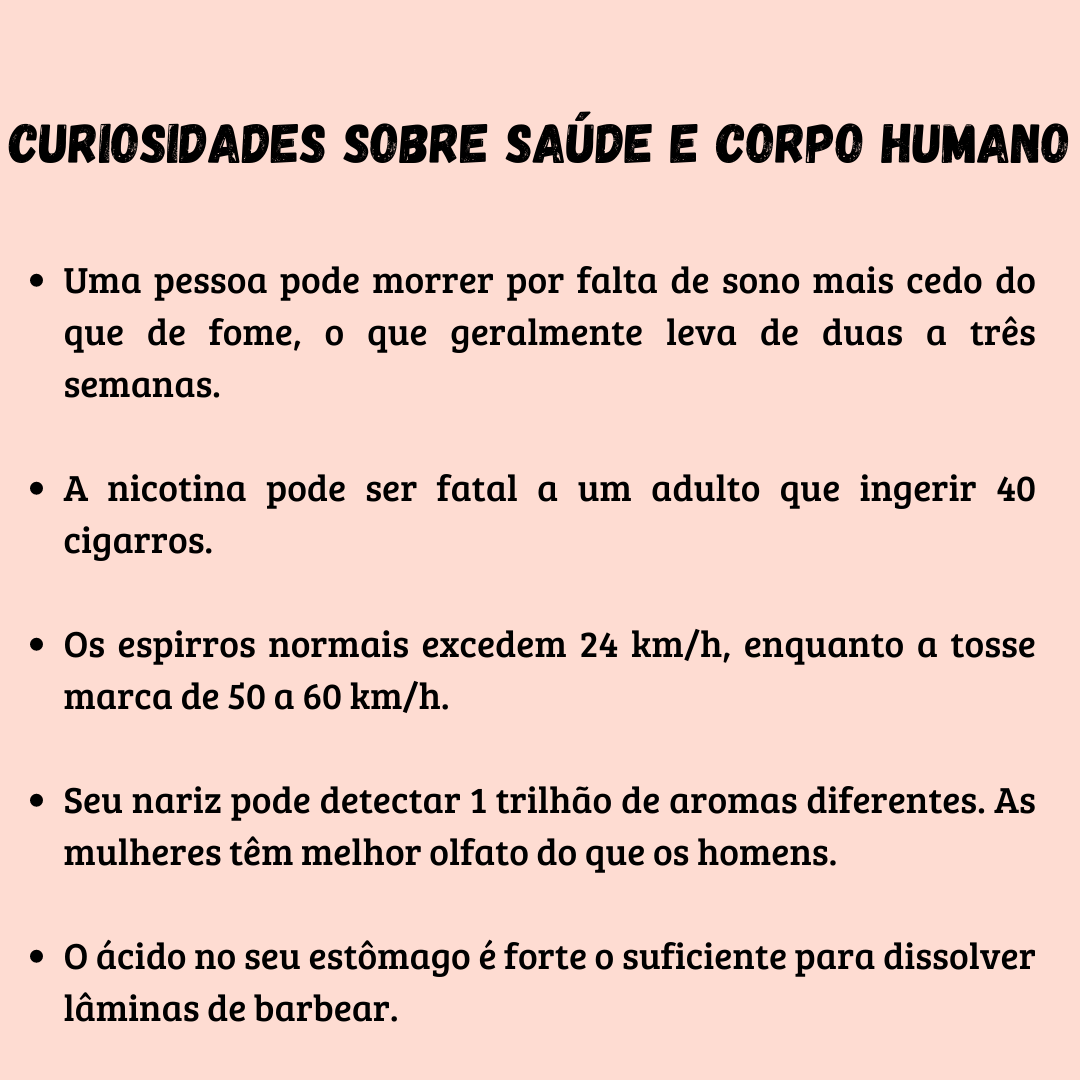 CURIOSIDADES SOBRE SAÚDE E CORPO HUMANO
• Uma pessoa pode morrer por falta de sono mais cedo do
que de fome, o que geralmente leva de duas a três
semanas.
• A nicotina pode ser fatal a um adulto que ingerir 40
cigarros.
• Os espirros normais excedem 24 km/h, enquanto a tosse
marca de 50 a 60 km/h.
• Seu nariz pode detectar 1 trilhão de aromas diferentes. As
mulheres têm melhor olfato do que os homens.
• O ácido no seu estômago é forte o suficiente para dissolver
lâminas de barbear.